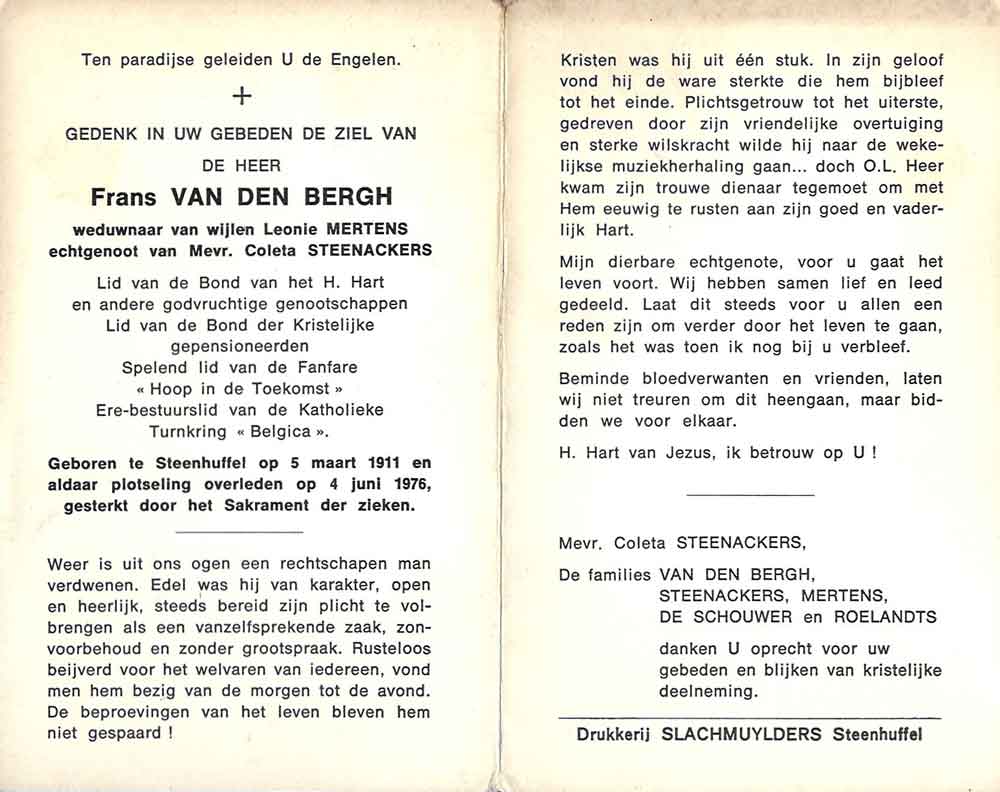 Ten paradijse geleiden U de Engelen.
+
GEDENK IN UW GEBEDEN DE ZIEL VAN
DE HEER
Frans VAN DEN BERGH
weduwnaar van wijlen Leonie MERTENS
echtgenoot van Mevr. Coleta STEENACKERS
Lid van de Bond van het H. Hart
en andere godvruchtige genootschappen
Lid van de Bond der Kristelijke
gepensioneerden
Spelend lid van de Fanfare
« Hoop in de Toekomst »
Ere-bestuurslid van de Katholieke
Turnkring « Belgica ».
Geboren te Steenhuffel op 5 maart 1911 en
aldaar plotseling overleden op 4 juni 1976,
gesterkt door het Sakrament der zieken.
Weer is uit ons ogen een rechtschapen man
verdwenen. Edel was hij van karakter, open
en heerlijk, steeds bereid zijn plicht te vol-
brengen als een vanzelfsprekende zaak, zon-
voorbehoud en zonder grootspraak. Rusteloos
beijverd voor het welvaren van iedereen, vond
men hem bezig van de morgen tot de avond.
De beproevingen van het leven bleven hem
niet gespaard !
Kristen was hij uit één stuk. In zijn geloof
vond hij de ware sterkte die hem bijbleef
tot het einde. Plichtsgetrouw tot het uiterste,
gedreven door zijn vriendelijke overtuiging
en sterke wilskracht wilde hij naar de weke-
lijkse muziekherhaling gaan... doch O.L. Heer
kwam zijn trouwe dienaar tegemoet om met
Hem eeuwig te rusten aan zijn goed en vader-
lijk Hart.
Mijn dierbare echtgenote, voor u gaat het
leven voort. Wij hebben samen lief en leed
gedeeld. Laat dit steeds voor u allen een
reden zijn om verder door het leven te gaan,
zoals het was toen ik nog bij u verbleef.
Beminde bloedverwanten en vrienden, laten
wij niet treuren om dit heengaan, maar bid-
den we voor elkaar.
H. Hart van Jezus, ik betrouw op U !
Mevr. Coleta STEENACKERS,
De families VAN DEN BERGH,
STEENACKERS, MERTENS,
DE SCHOUWER en ROELANDTS
danken U oprecht voor uw
gebeden en blijken van kristelijke
deelneming.
Drukkerij SLACHMUYLDERS Steenhuffel